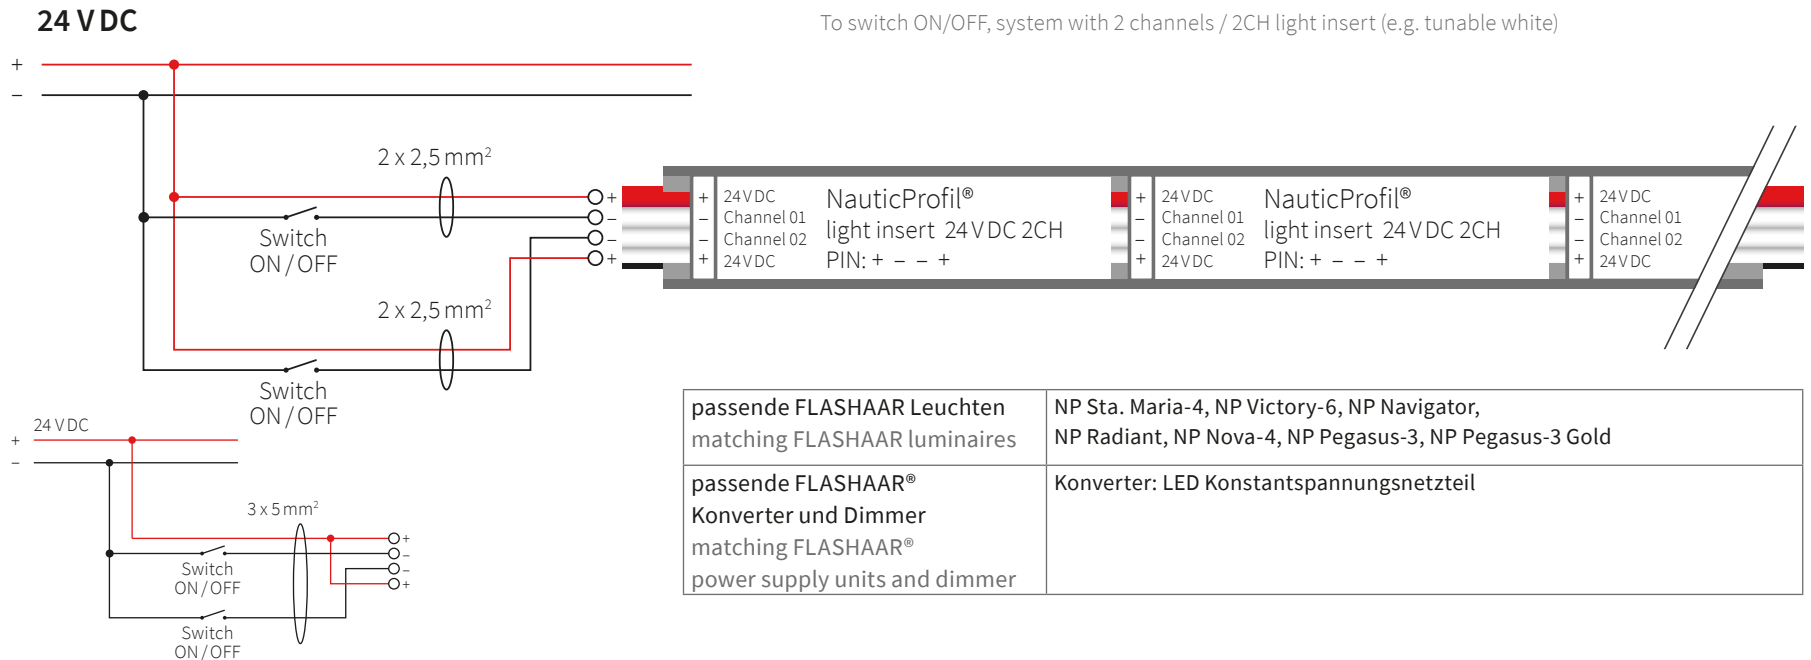 24 V DC
To switch ON/OFF, system with 2 channels / 2CH light insert (e.g. tunable white)
+
–
2 x 2,5 mm²
Switch
ON / OFF
2 x 2,5 mm²
Switch
ON / OFF
+
–
–
+
+
–
–
+
24 V DC
Channel 01
Channel 02
24 V DC
NauticProfil®
light insert 24 V DC 2CH
PIN: + – – +
+
–
–
+
24 V DC
Channel 01
Channel 02
24 V DC
NauticProfil®
light insert 24 V DC 2CH
PIN: + – – +
+
–
–
+
24 V DC
Channel 01
Channel 02
24 V DC
24 V DC
+
–
3 x 5 mm²
Switch
ON / OFF
Switch
ON / OFF
+
–
–
+
passende FLASHAAR Leuchten
matching FLASHAAR luminaires
NP Sta. Maria-4, NP Victory-6, NP Navigator,
NP Radiant, NP Nova-4, NP Pegasus-3, NP Pegasus-3 Gold
passende FLASHAAR®
Konverter und Dimmer
matching FLASHAAR®
power supply units and dimmer
Konverter: LED Konstantspannungsnetzteil